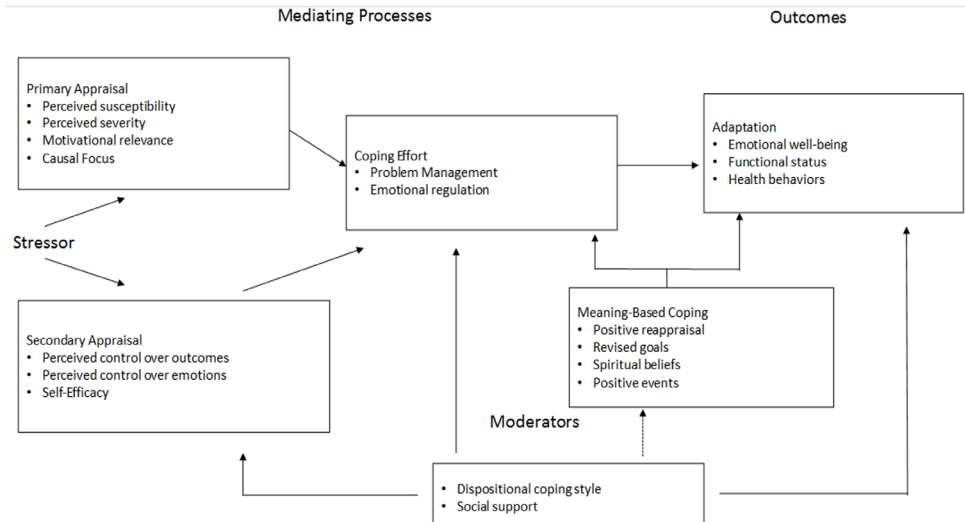 Mediating Processes
Outcomes
Primary Appraisal
• Perceived susceptibility
• Perceived severity
• Motivational relevance
• Causal Focus
Coping Effort
• Problem Management
• Emotional regulation
Adaptation
• Emotional well-being
• Functional status
• Health behaviors
Stressor
Secondary Appraisal
• Perceived control over outcomes
• Perceived control over emotions
• Self-Efficacy
Meaning-Based Coping
• Positive reappraisal
• Revised goals
• Spiritual beliefs
• Positive events
Moderators
• Dispositional coping style
• Social support